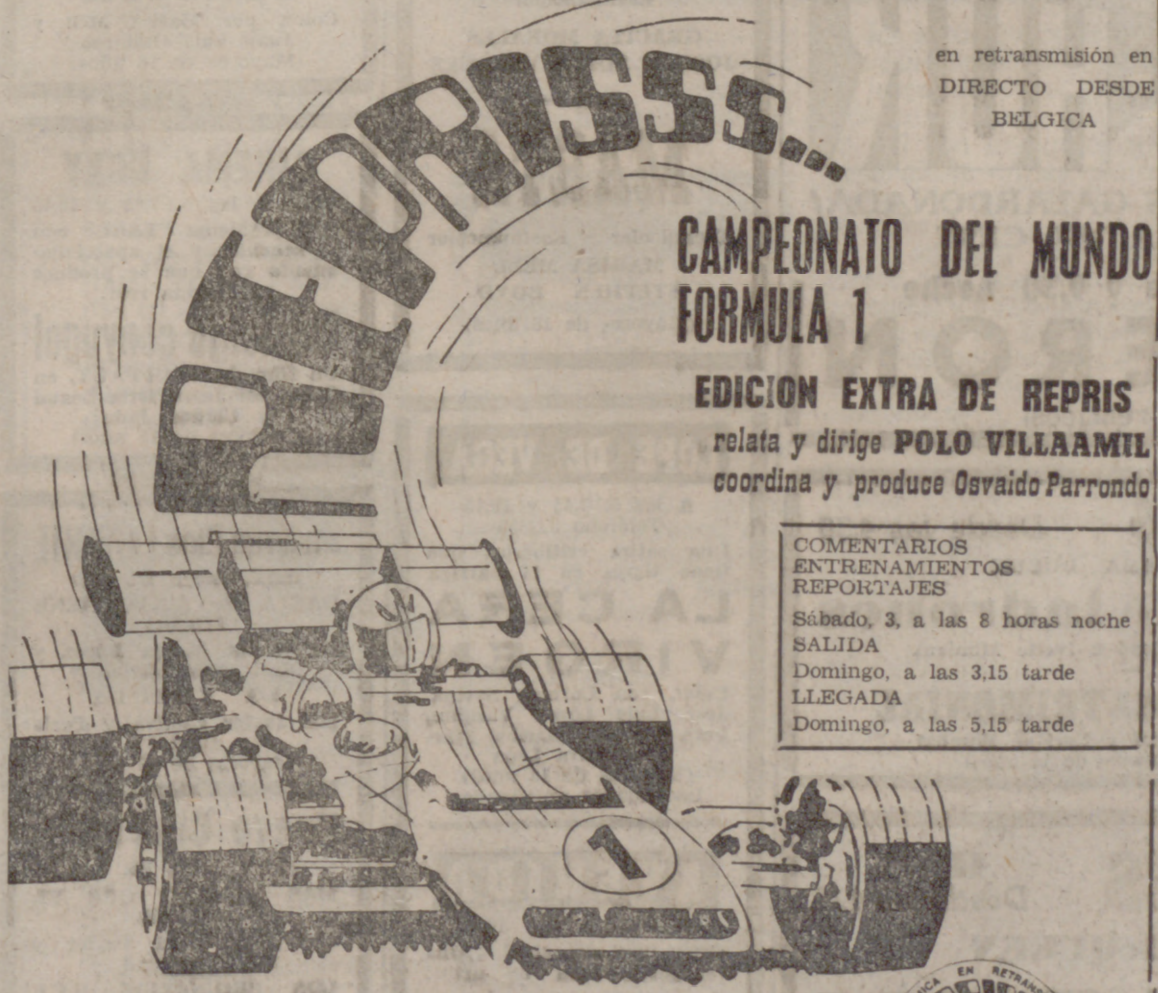 REPRISSS...
en retransmisión en
DIRECTO DESDE
BELGICA
CAMPEONATO DEL MUNDO
FORMULA 1
EDICION EXTRA DE REPRIS
relata y dirige POLO VILLAAMIL
coordina y produce Osvaldo Parrondo
COMENTARIOS
ENTRENAMIENTOS
REPORTAJES
Sábado, 3, a las 8 horas noche
SALIDA
Domingo, a las 3,15 tarde
LLEGADA
Domingo, a las 5,15 tarde
1
EN